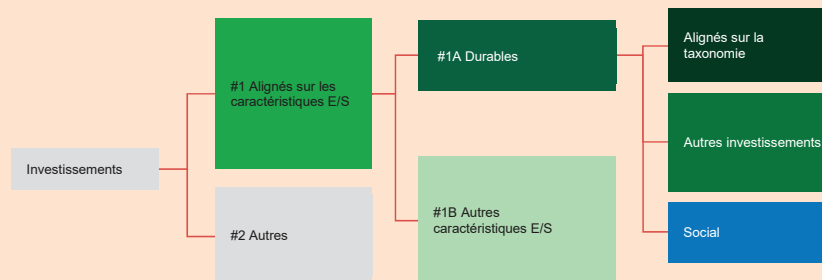 Investissements
#1 Alignés sur les
caractéristiques E/S
#2 Autres
#1A Durables
#1B Autres
caractéristiques E/S
Alignés sur la
taxonomie
Autres investissements
Social